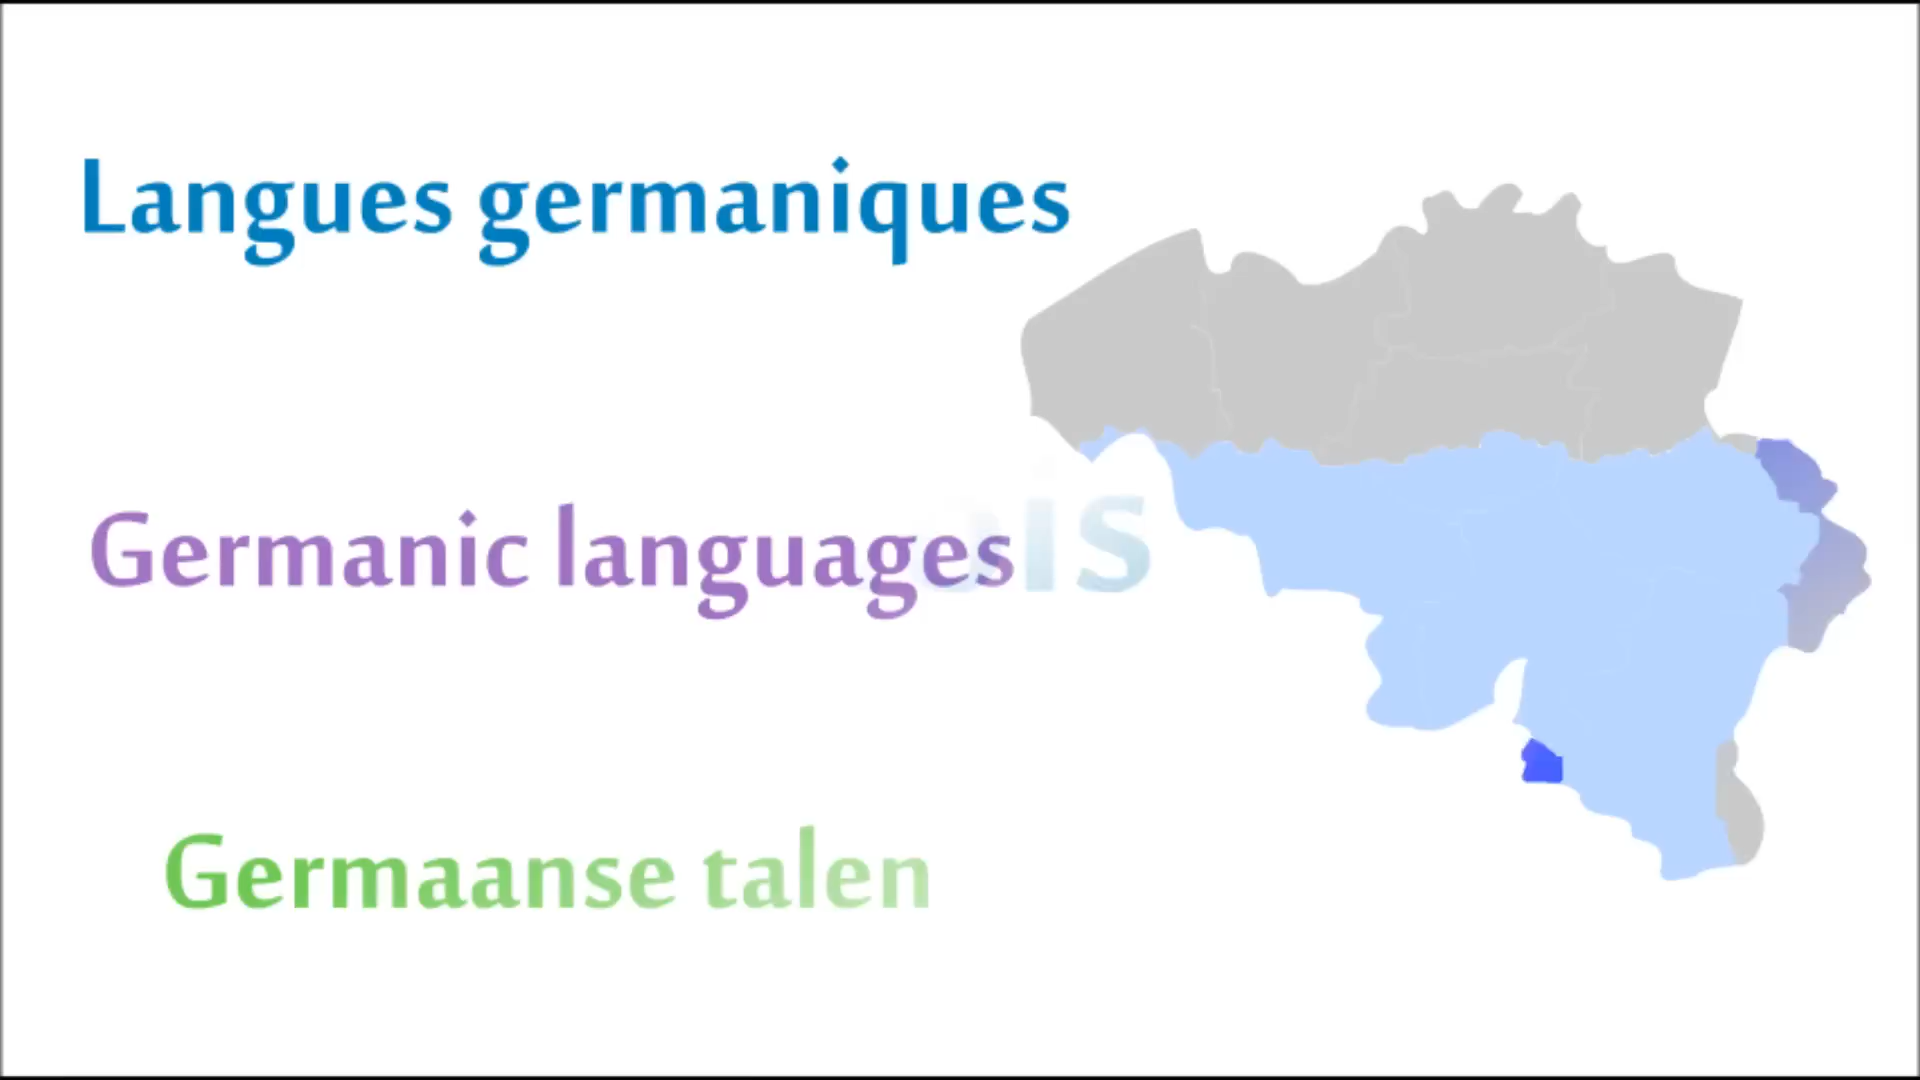 Langues germaniques
Germanic languages
Germaanse talen